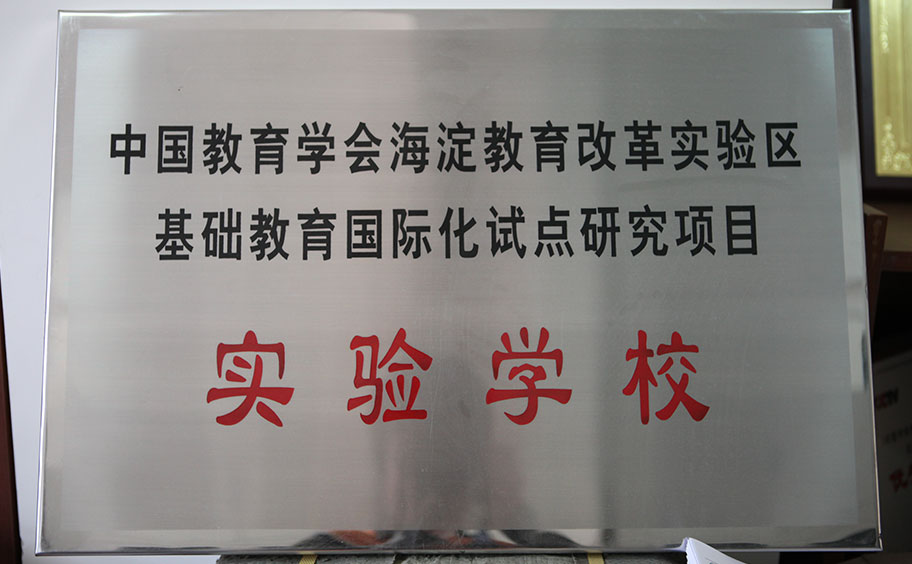 中国教育学会海淀教育改革实验区
基础教育国际化试点研究项目
实验学校